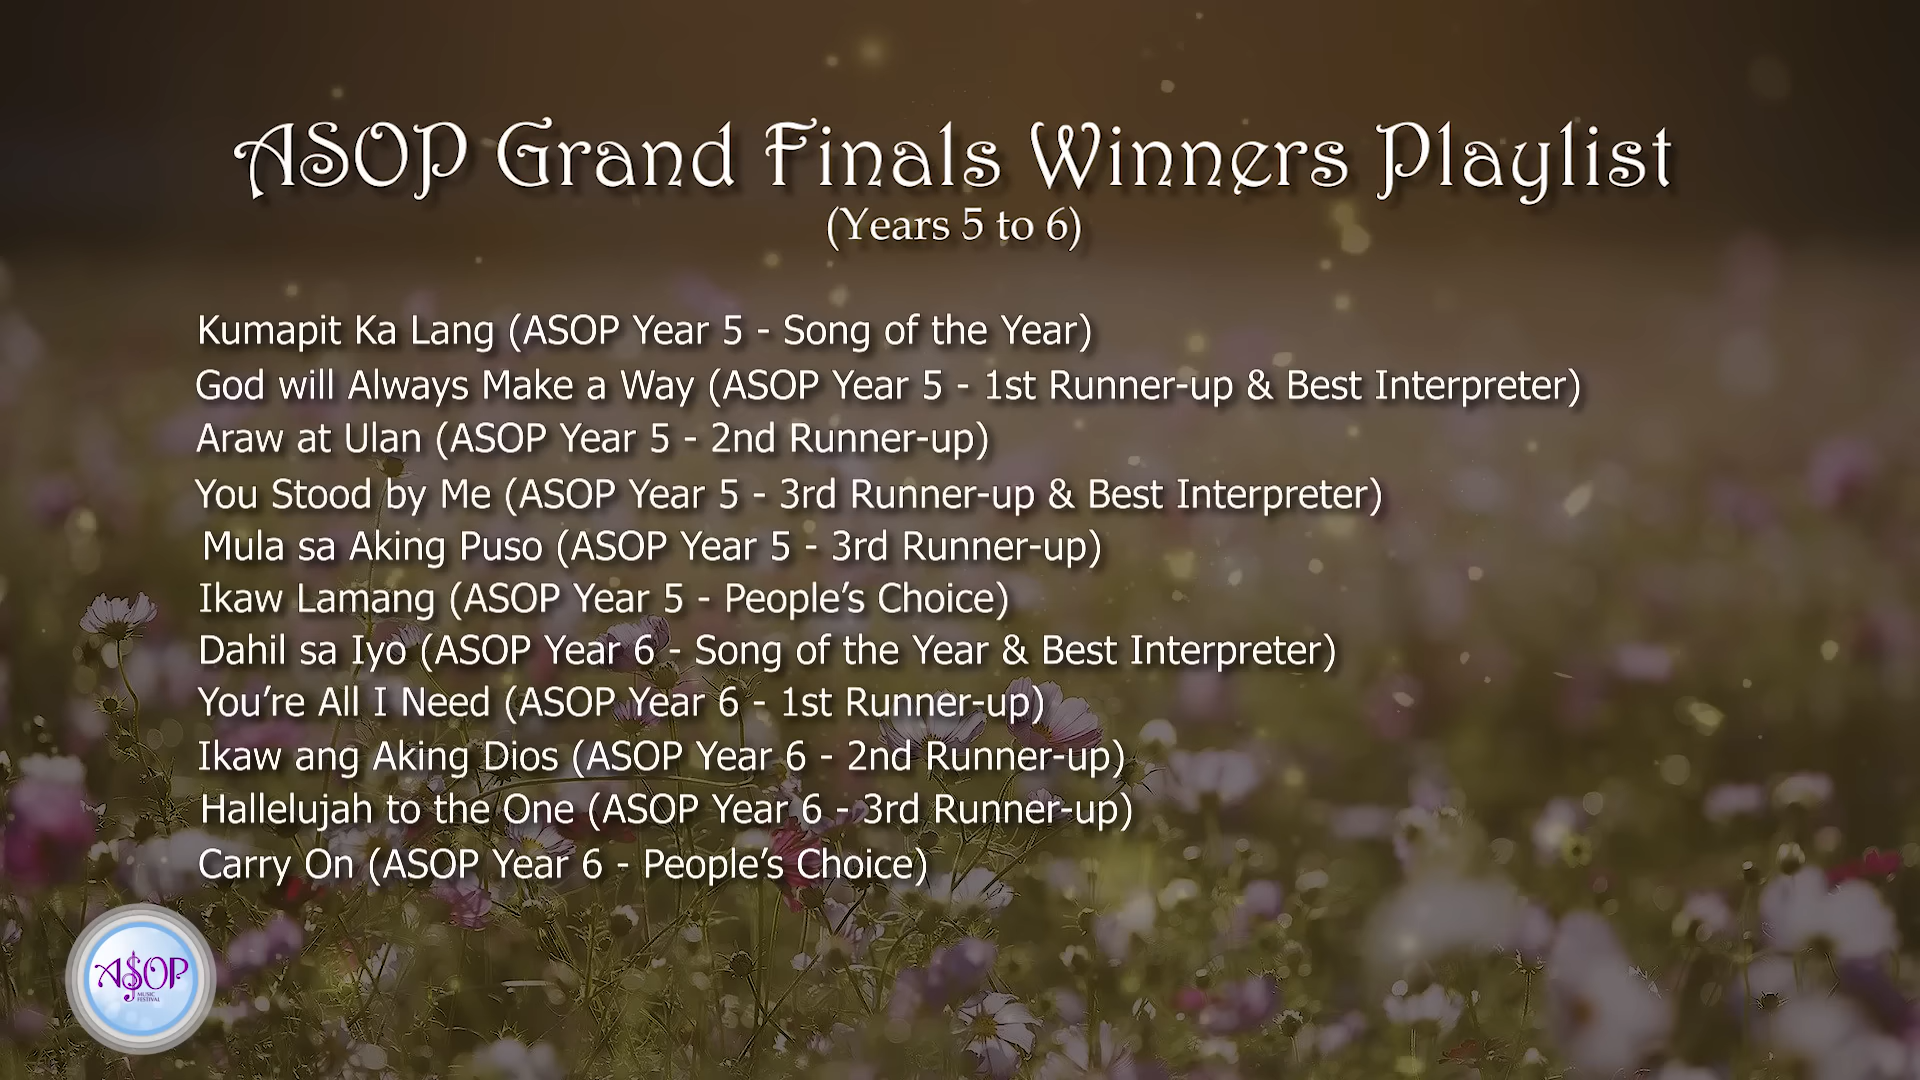 ASOP Grand Finals Winners Playlist
(Years 5 to 6)
Kumapit Ka Lang (ASOP Year 5 - Song of the Year)
God will Always Make a Way (ASOP Year 5 - 1st Runner-up & Best Interpreter)
Araw at Ulan (ASOP Year 5 - 2nd Runner-up)
You Stood by Me (ASOP Year 5 - 3rd Runner-up & Best Interpreter)
Mula sa Aking Puso (ASOP Year 5 - 3rd Runner-up)
Ikaw Lamang (ASOP Year 5 - People’s Choice)
Dahil sa Iyo (ASOP Year 6 - Song of the Year & Best Interpreter)
You’re All I Need (ASOP Year 6 - 1st Runner-up)
Ikaw ang Aking Dios (ASOP Year 6 - 2nd Runner-up)
Hallelujah to the One (ASOP Year 6 - 3rd Runner-up)
Carry On (ASOP Year 6 - People’s Choice)
ASOP
MUSIC
FESTIVAL